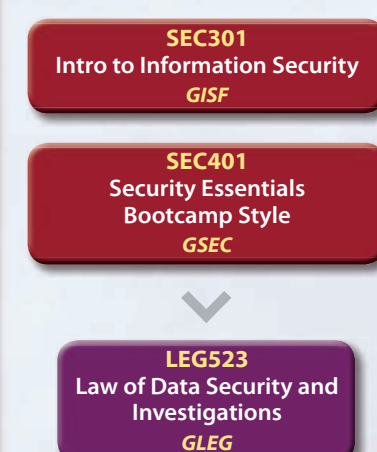 SEC301
Intro to Information Security
GISF
SEC401
Security Essentials
Bootcamp Style
GSEC
LEG523
Law of Data Security and
Investigations
GLEG